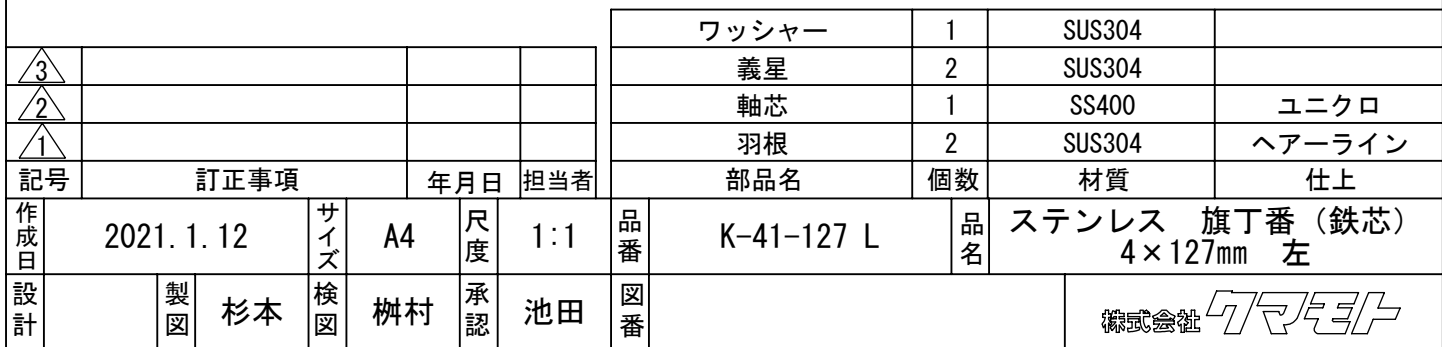 ワッシャー 1 SUS304
3 義星 2 SUS304
2 軸芯 1 SS400 ユニクロ
1 羽根 2 SUS304 ヘアーライン
記号 訂正事項 年月日 担当者 部品名 個数 材質 仕上
作成日 2021.1.12 サイズ A4 尺度 1:1 品番 K-41-127 L 品名 ステンレス 旗丁番(鉄芯)
4×127mm 左
設計 製図 杉本 検図 桝村 承認 池田 図番 株式会社クマモト